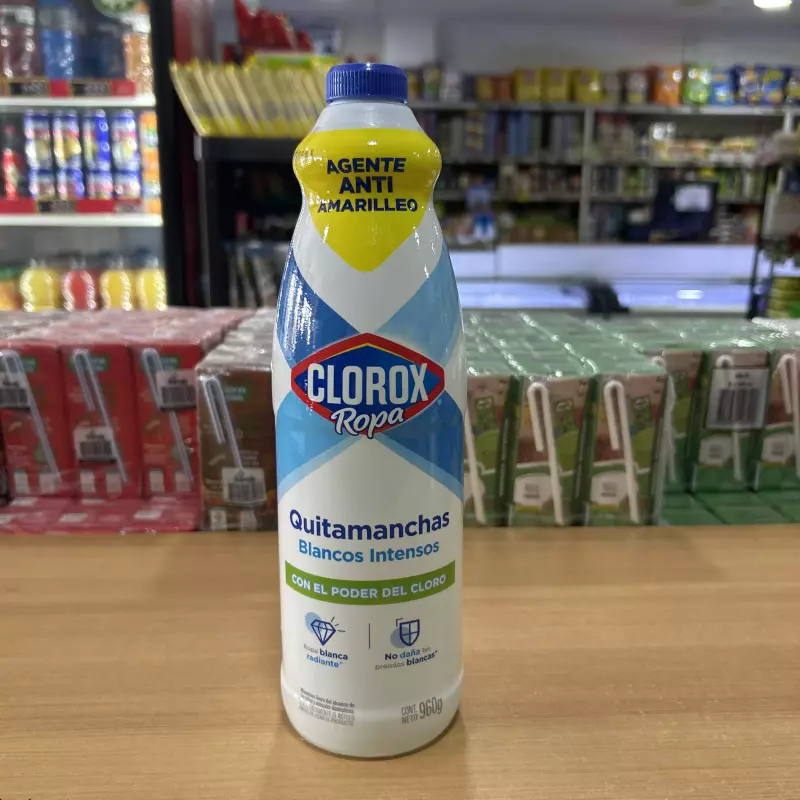 AGENTE
ANTI
AMARILLEO
CLOROX
Ropa
Quitamanchas
Blancos Intensos
CON EL PODER DEL CLORO
Ropa blanca
radiante*
No daña las
prendas blancas*
CONT.
NETO 960g